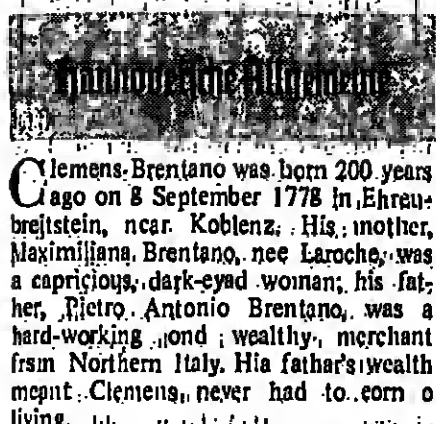 Hannoversche Allgemeine
Clemens Brentano was born 200 years
ago on 8 September 1778 in Ehren-
breitstein, near Koblenz. His mother,
Maximiliana Brentano, nee Laroche, was
a capricious, dark-eyed woman; his fat-
her, Pietro Antonio Brentano, was a
hard-working and wealthy merchant
from Northern Italy. His father's wealth
meant Clemens never had to earn a
living.